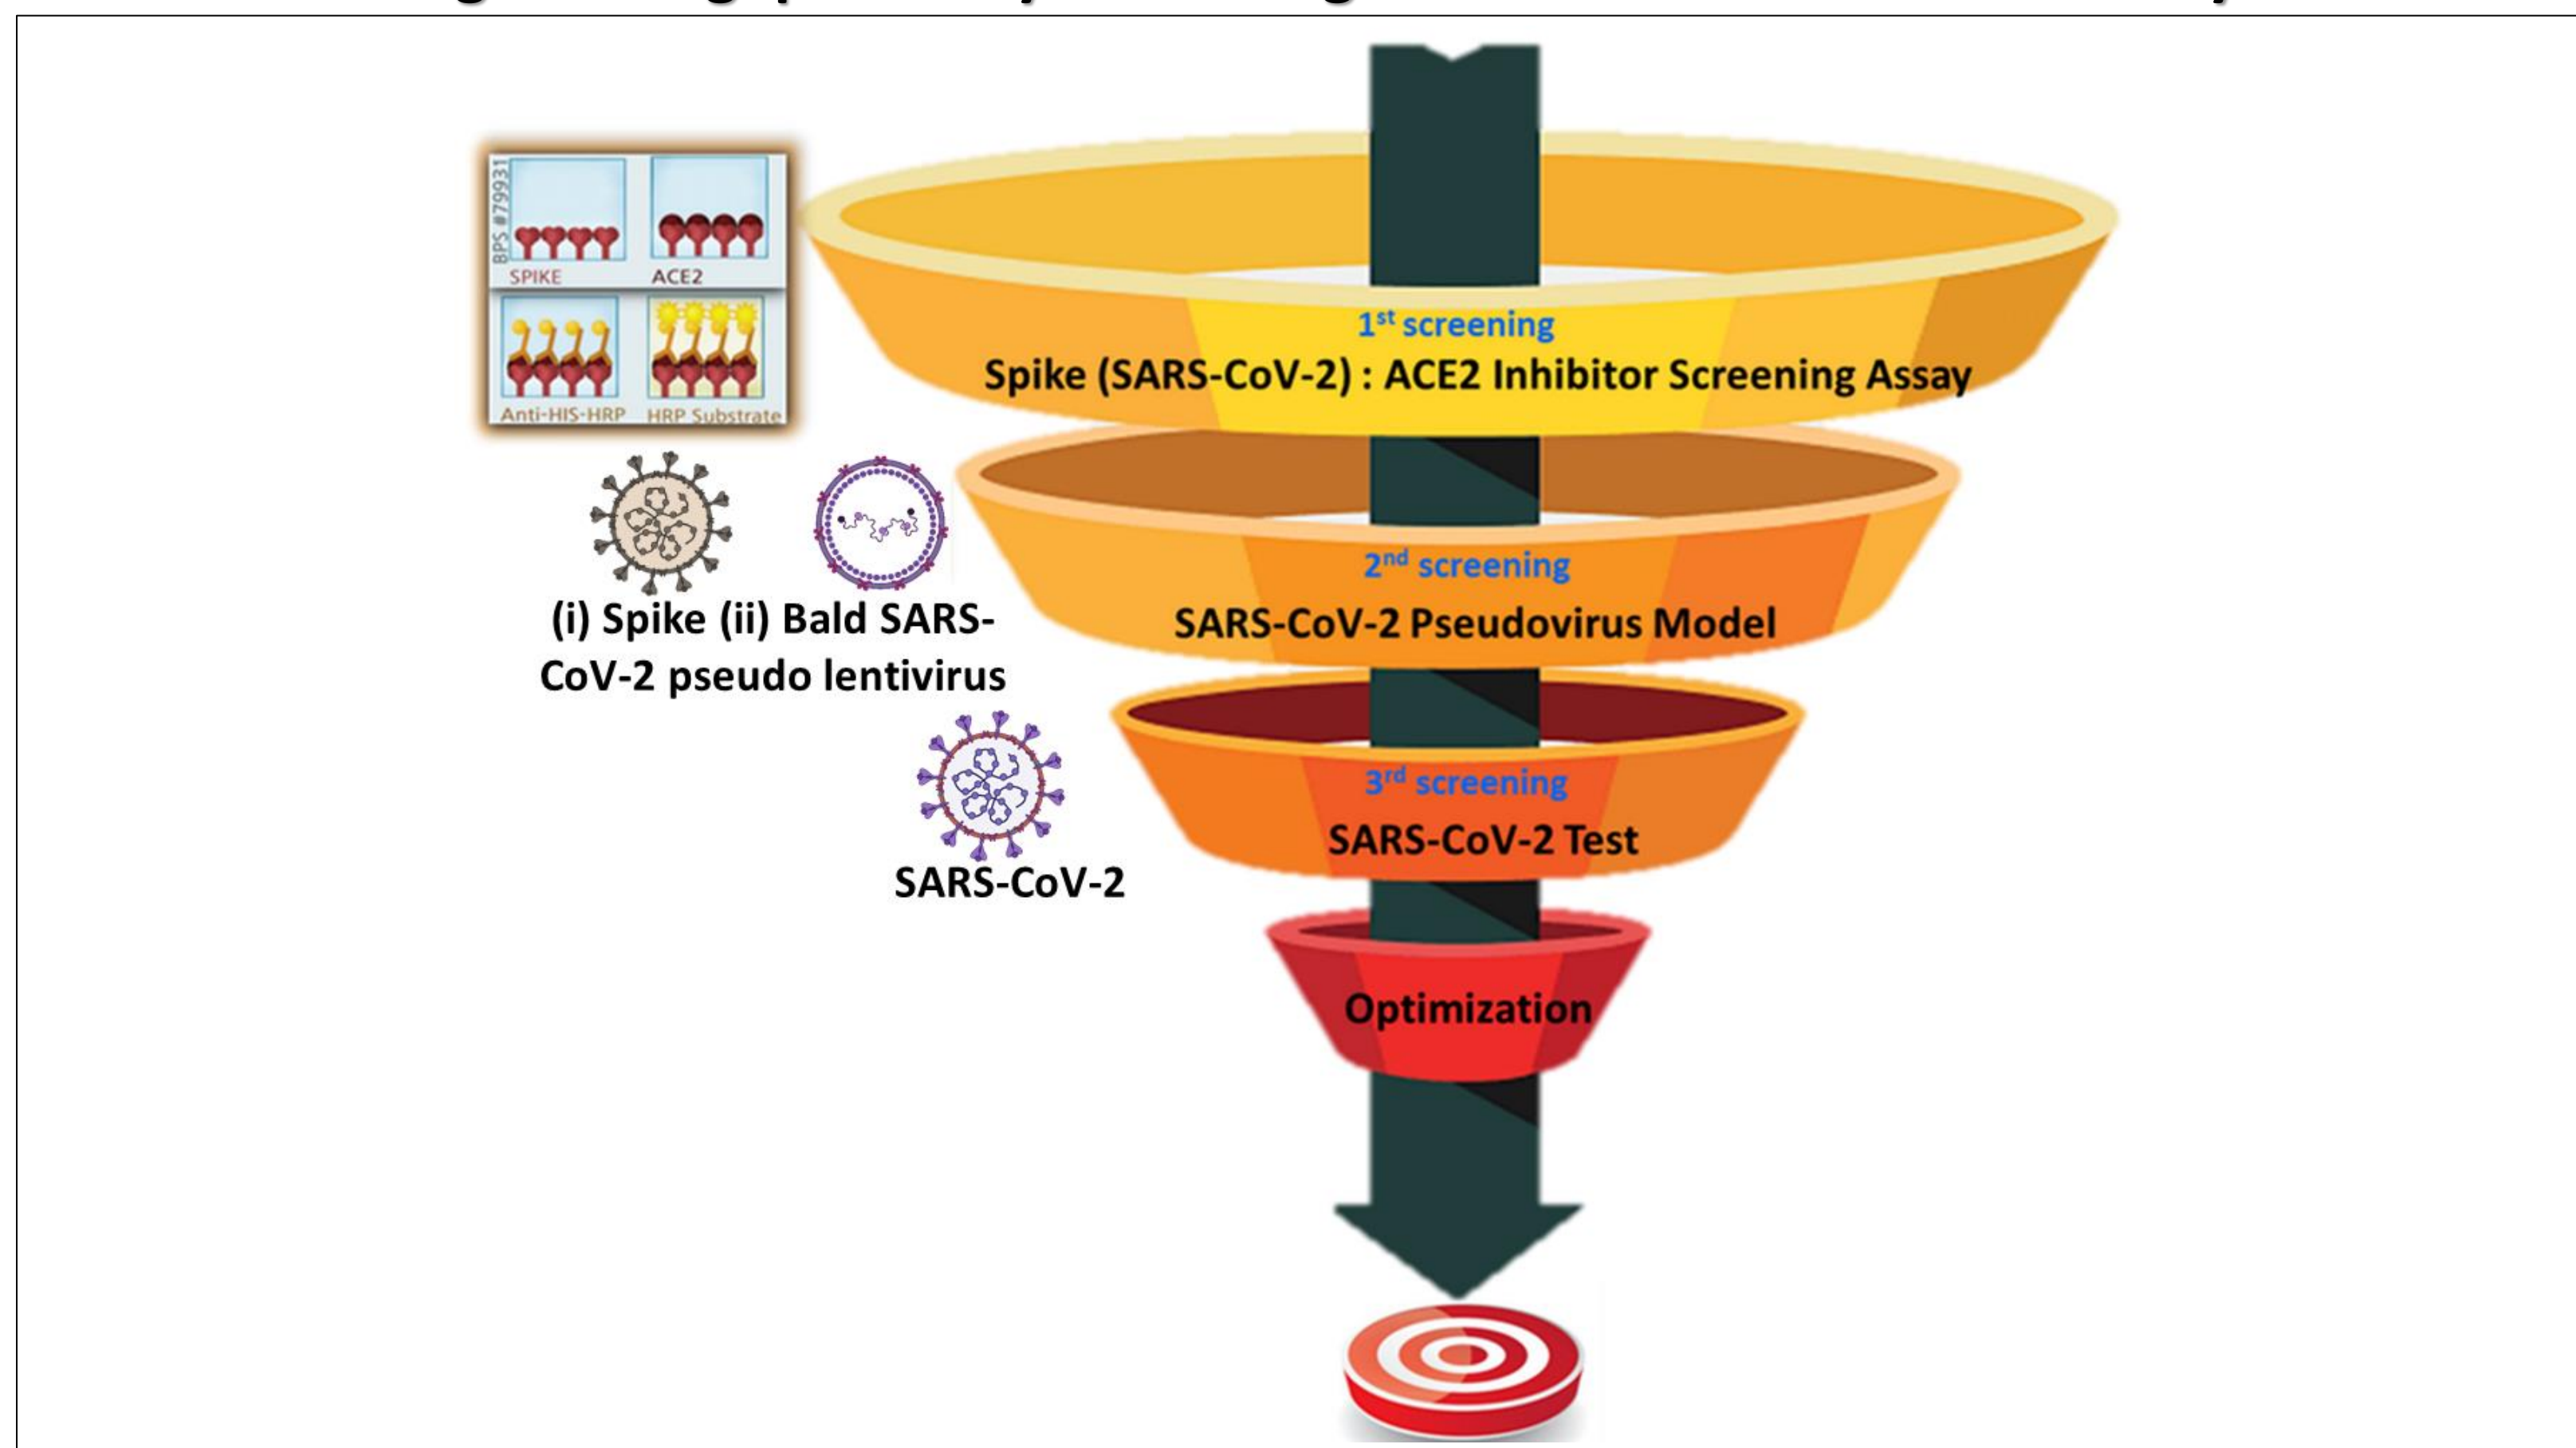 BPS #79931
SPIKE ACE2
Anti-HIS-HRP HRP Substrate
1st screening
Spike (SARS-CoV-2) : ACE2 Inhibitor Screening Assay
(i) Spike (ii) Bald SARS-
CoV-2 pseudo lentivirus
2nd screening
SARS-CoV-2 Pseudovirus Model
SARS-CoV-2
3rd screening
SARS-CoV-2 Test
Optimization